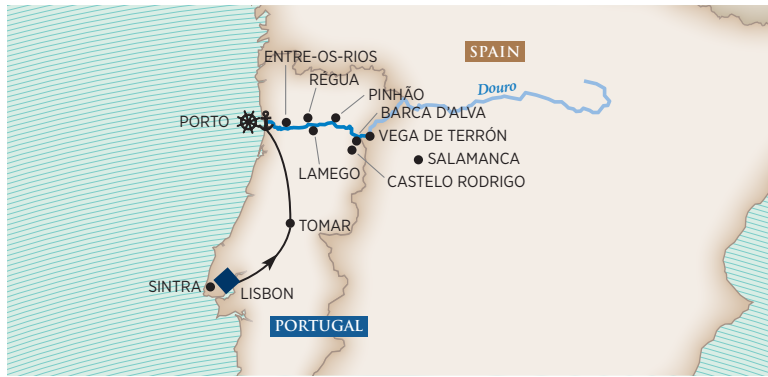 SPAIN
ENTRE-OS-RIOS
RÉGUA
Douro
PINHÃO
BARCA D'ALVA
PORTO
VEGA DE TERRÓN
SALAMANCA
LAMEGO
CASTELO RODRIGO
TOMAR
SINTRA
LISBON
PORTUGAL